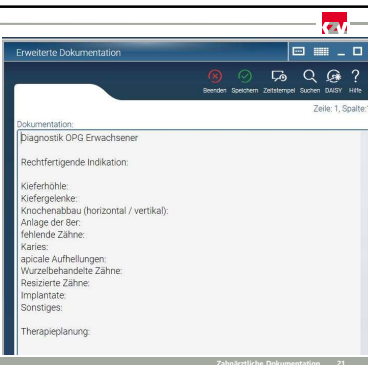 KZV
Erweiterte Dokumentation
Beenden Speichern Zeitstempel Suchen DAISY Hilfe
Zeile: 1, Spalte:
Dokumentation:
Diagnostik OPG Erwachsener
Rechtfertigende Indikation:
Kieferhöhle:
Kiefergelenke:
Knochenabbau (horizontal / vertikal):
Anlage der 8er:
fehlende Zähne:
Karies:
apicale Aufhellungen:
Wurzelbehandelte Zähne:
Resizierte Zähne:
Implantate:
Sonstiges:
Therapieplanung:
Zahnärztliche Dokumentation 21